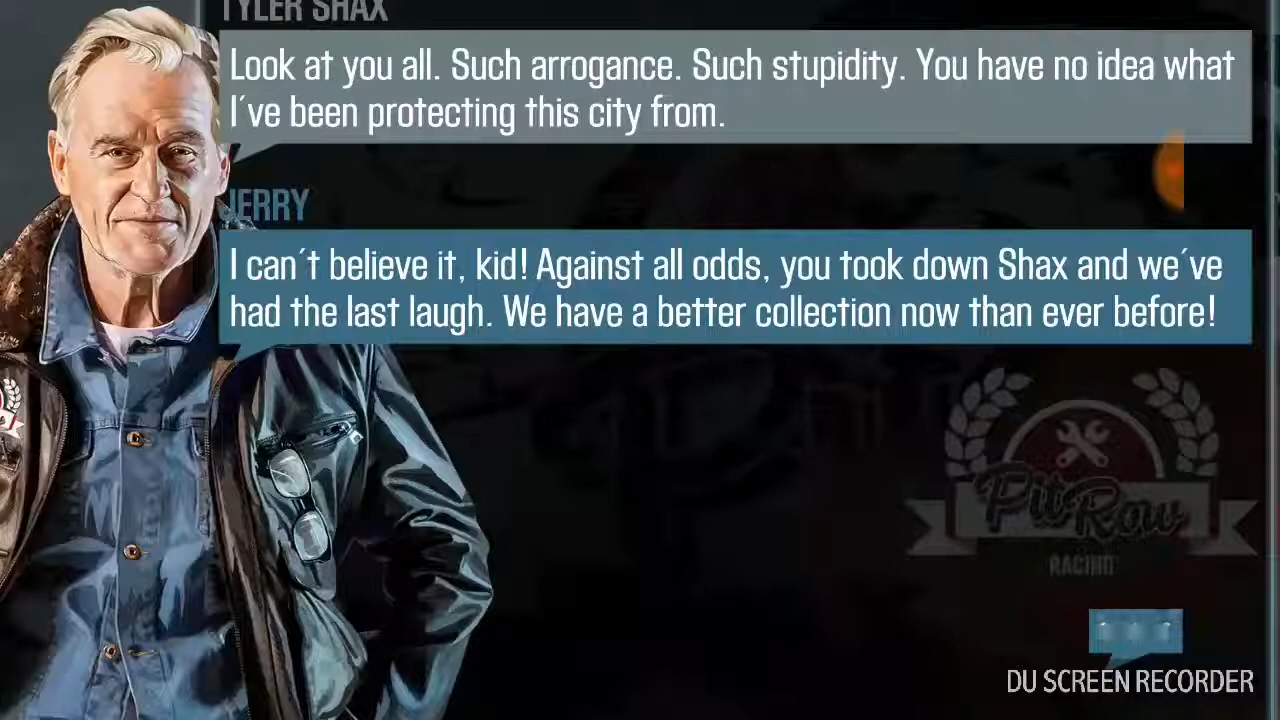 TYLER SHAX
Look at you all. Such arrogance. Such stupidity. You have no idea what
I´ve been protecting this city from.
JERRY
I can´t believe it, kid! Against all odds, you took down Shax and we´ve
had the last laugh. We have a better collection now than ever before!
Pit Row
RACING
DU SCREEN RECORDER